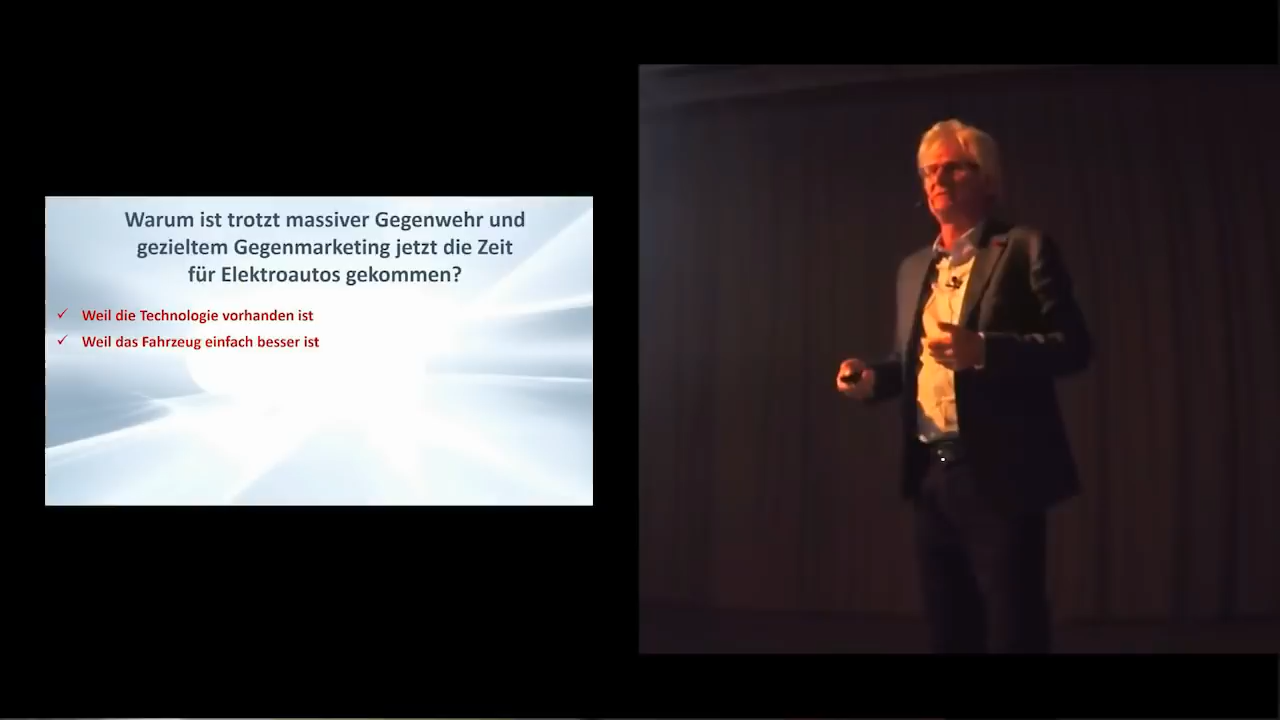 Warum ist trotzt massiver Gegenwehr und
gezieltem Gegenmarketing jetzt die Zeit
für Elektroautos gekommen?
✓ Weil die Technologie vorhanden ist
✓ Weil das Fahrzeug einfach besser ist